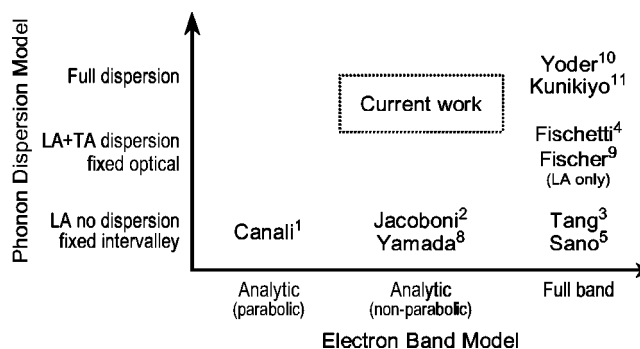 Phonon Dispersion Model
Full dispersion
Yoder¹⁰
Kunikiyo¹¹
Current work
LA+TA dispersion
fixed optical
Fischetti⁴
Fischer⁹
(LA only)
LA no dispersion
fixed intervalley
Canali¹
Jacoboni²
Yamada⁸
Tang³
Sano⁵
Analytic
(parabolic)
Analytic
(non-parabolic)
Full band
Electron Band Model